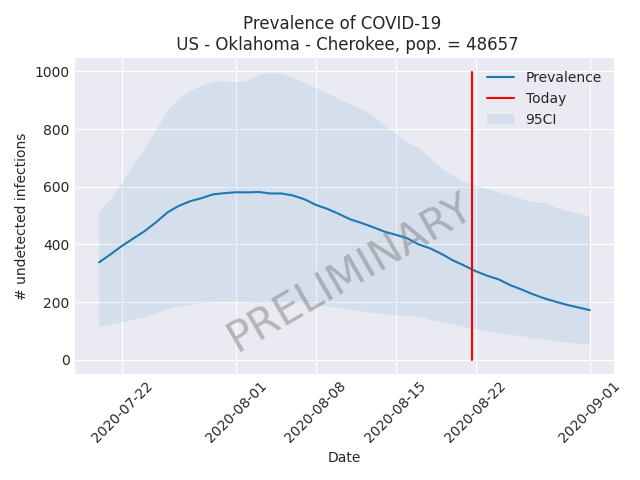 Prevalence of COVID-19
US - Oklahoma - Cherokee, pop. = 48657
1000
800
600
400
200
0
# undetected infections
Prevalence
Today
95CI
PRELIMINARY
2020-07-22
2020-08-01
2020-08-08
2020-08-15
2020-08-22
2020-09-01
Date